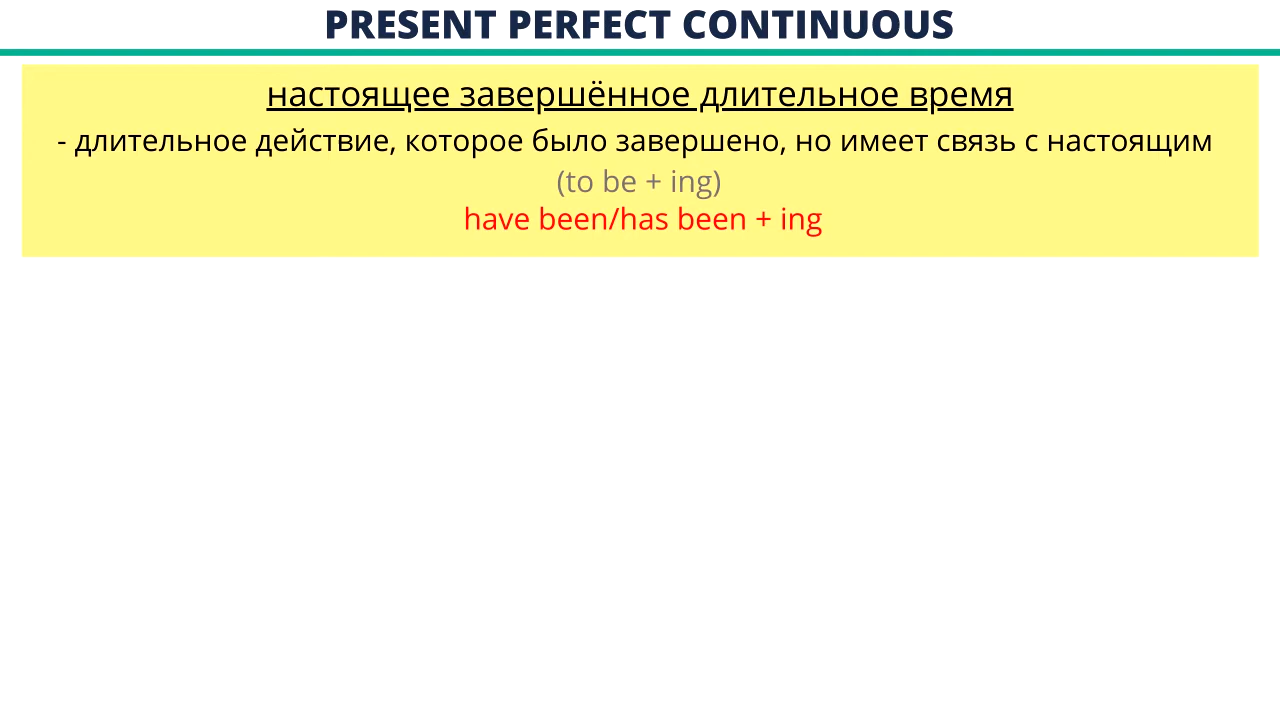 PRESENT PERFECT CONTINUOUS
настоящее завершённое длительное время
- длительное действие, которое было завершено, но имеет связь с настоящим
(to be + ing)
have been/has been + ing